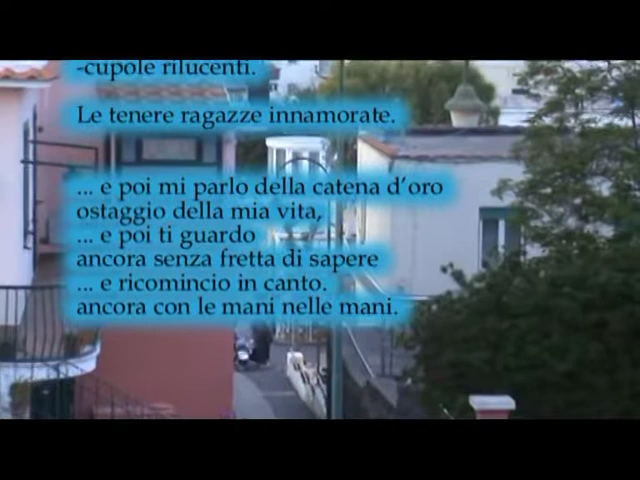 -cupole rilucenti.
Le tenere ragazze innamorate.
... e poi mi parlo della catena d'oro
ostaggio della mia vita,
... e poi ti guardo
ancora senza fretta di sapere
... e ricomincio in canto.
ancora con le mani nelle mani.